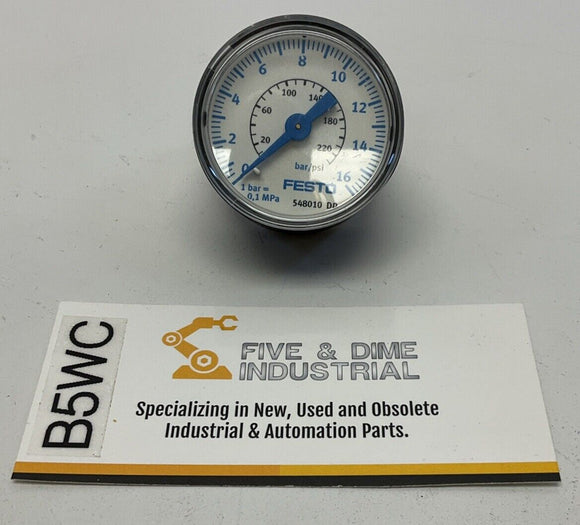 0 2 4 6 8 10 12 14 16
20 60 100 140 180 220
bar/psi
1 bar =
0,1 MPa
FESTO
548010
B5WC
FIVE & DIME
INDUSTRIAL
Specializing in New, Used and Obsolete
Industrial & Automation Parts.